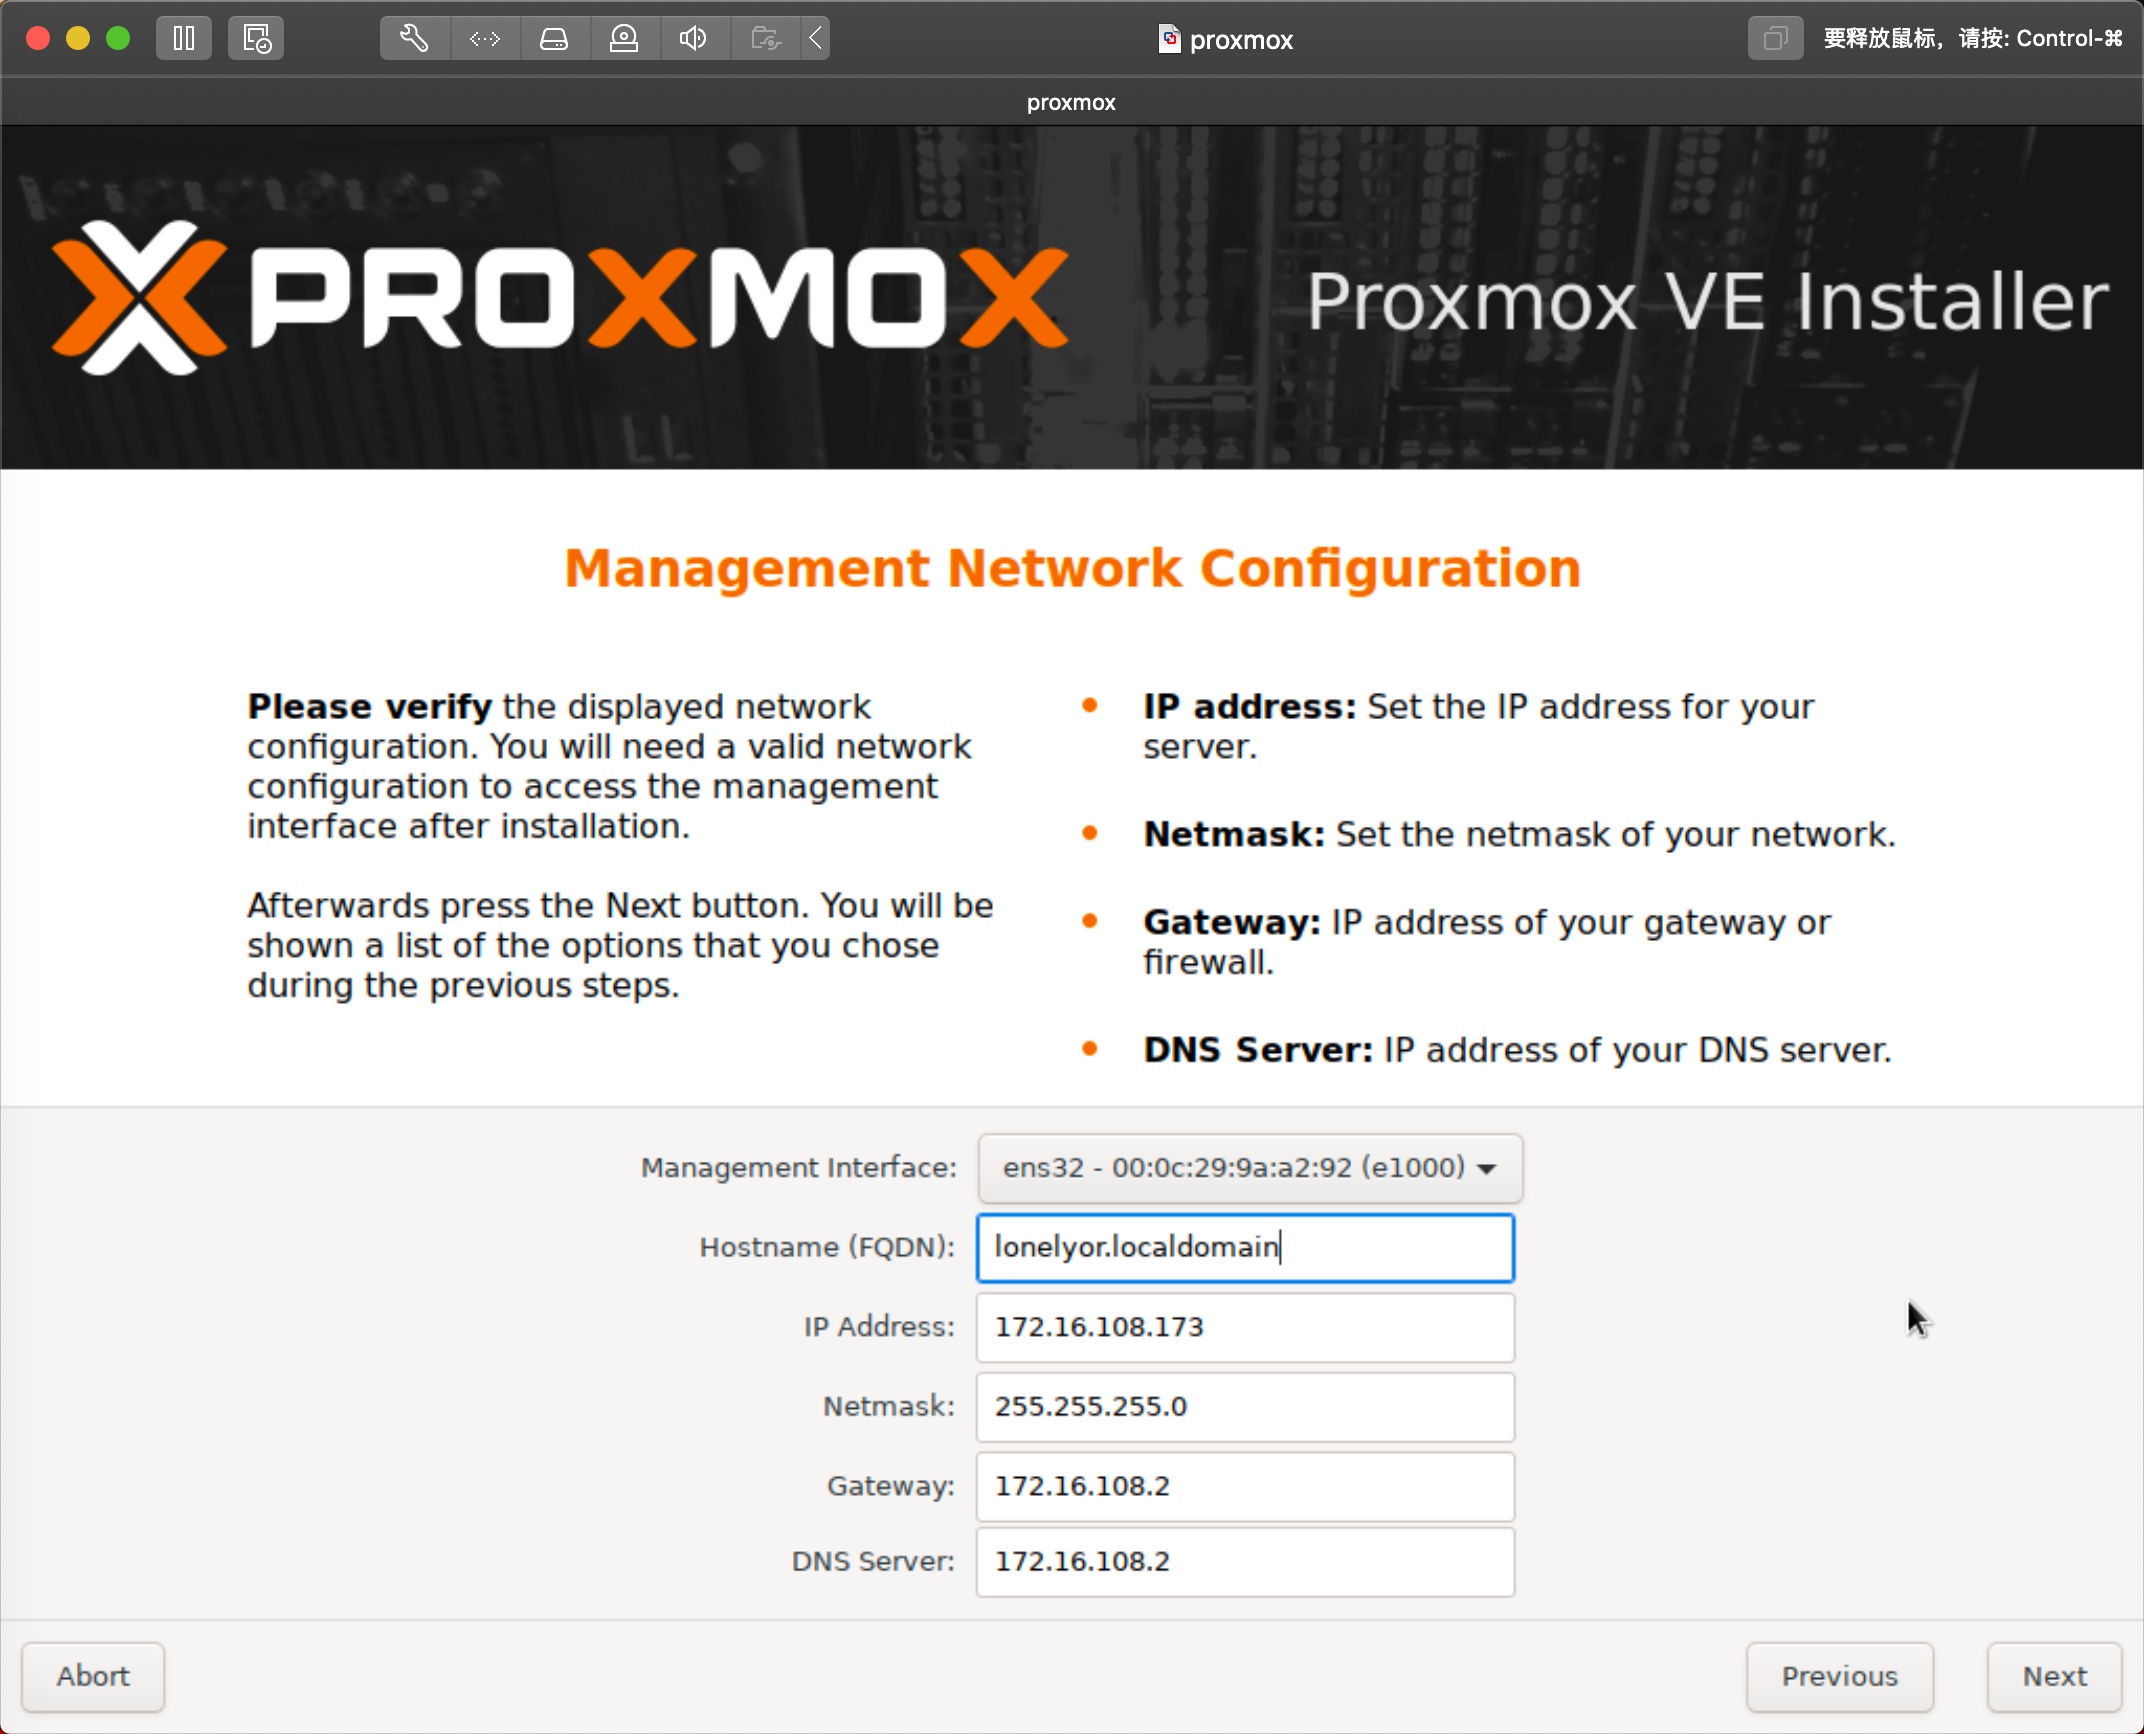 proxmox
要释放鼠标，请按: Control-⌘
proxmox
PROXMOX
Proxmox VE Installer
Management Network Configuration
Please verify the displayed network
configuration. You will need a valid network
configuration to access the management
interface after installation.
Afterwards press the Next button. You will be
shown a list of the options that you chose
during the previous steps.
IP address: Set the IP address for your
server.
Netmask: Set the netmask of your network.
Gateway: IP address of your gateway or
firewall.
DNS Server: IP address of your DNS server.
Management Interface: ens32 - 00:0c:29:9a:a2:92 (e1000)
Hostname (FQDN): lonelyor.localdomain
IP Address: 172.16.108.173
Netmask: 255.255.255.0
Gateway: 172.16.108.2
DNS Server: 172.16.108.2
Abort Previous Next